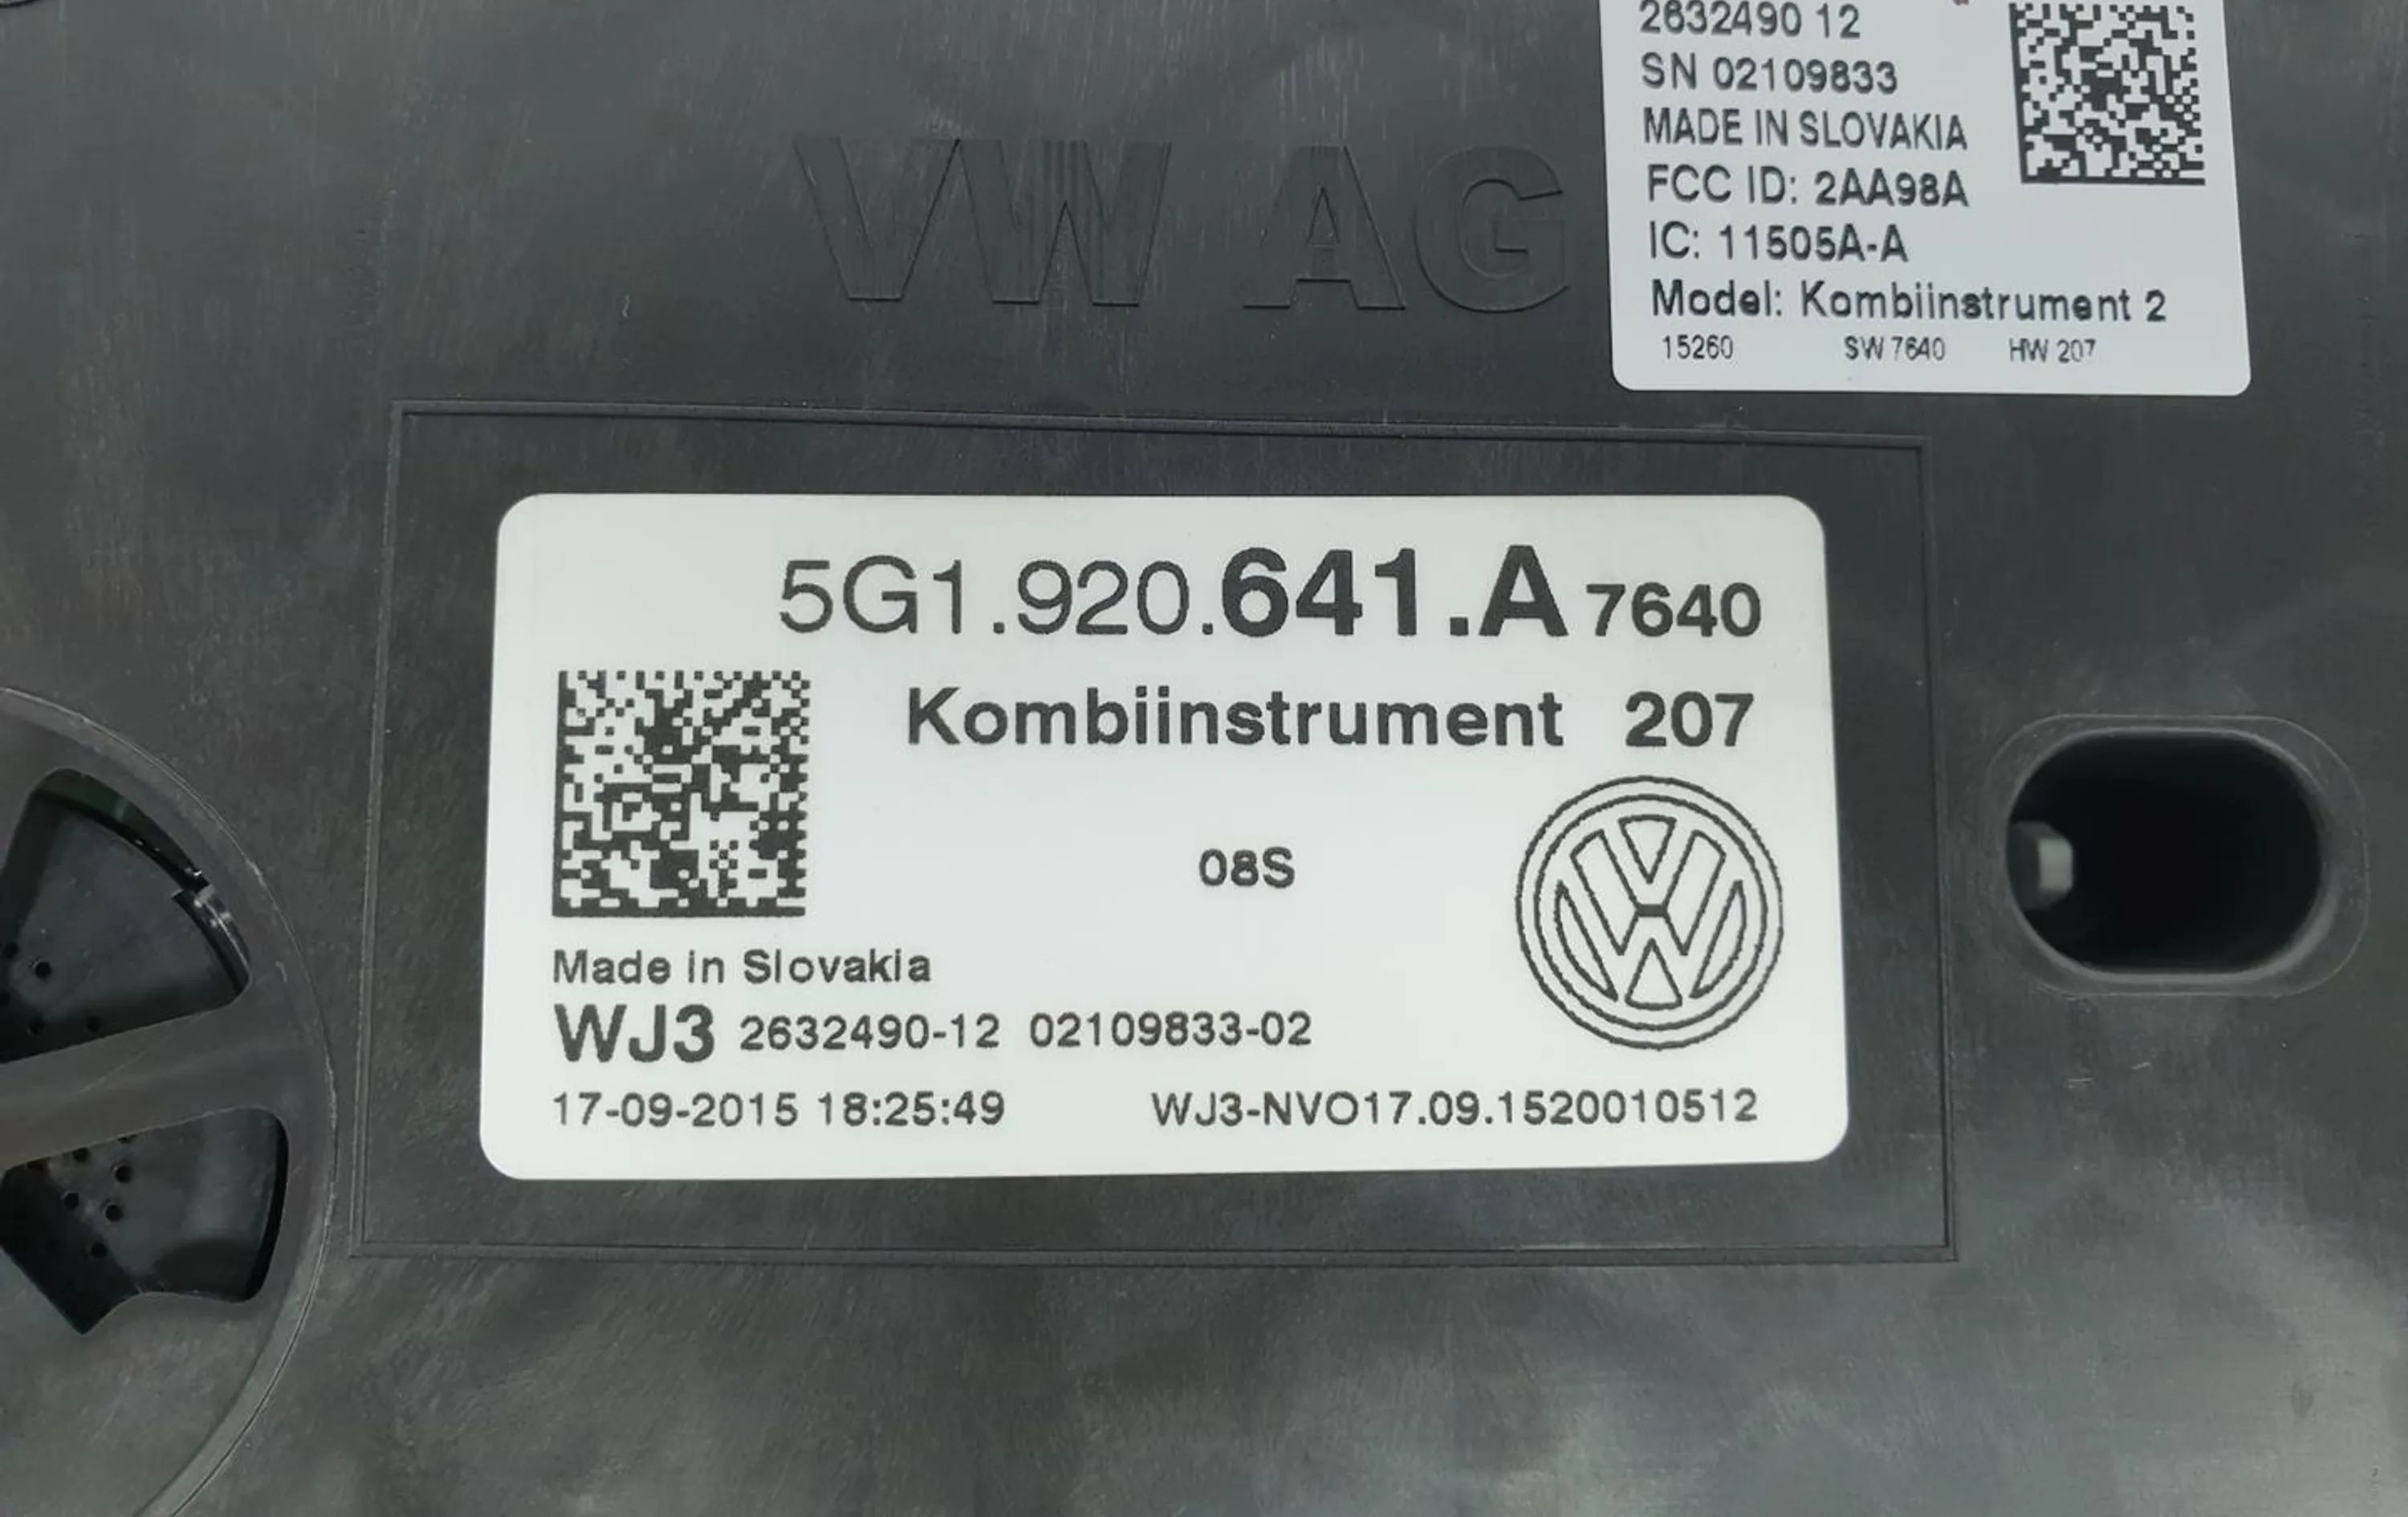 2632490 12
SN 02109833
MADE IN SLOVAKIA
FCC ID: 2AA98A
IC: 11505A-A
Model: Kombiinstrument 2
15260 SW 7640 HW 207
VW AG
5G1.920.641.A 7640
Kombiinstrument 207
08S
Made in Slovakia
WJ3 2632490-12 02109833-02
17-09-2015 18:25:49 WJ3-NVO17.09.1520010512